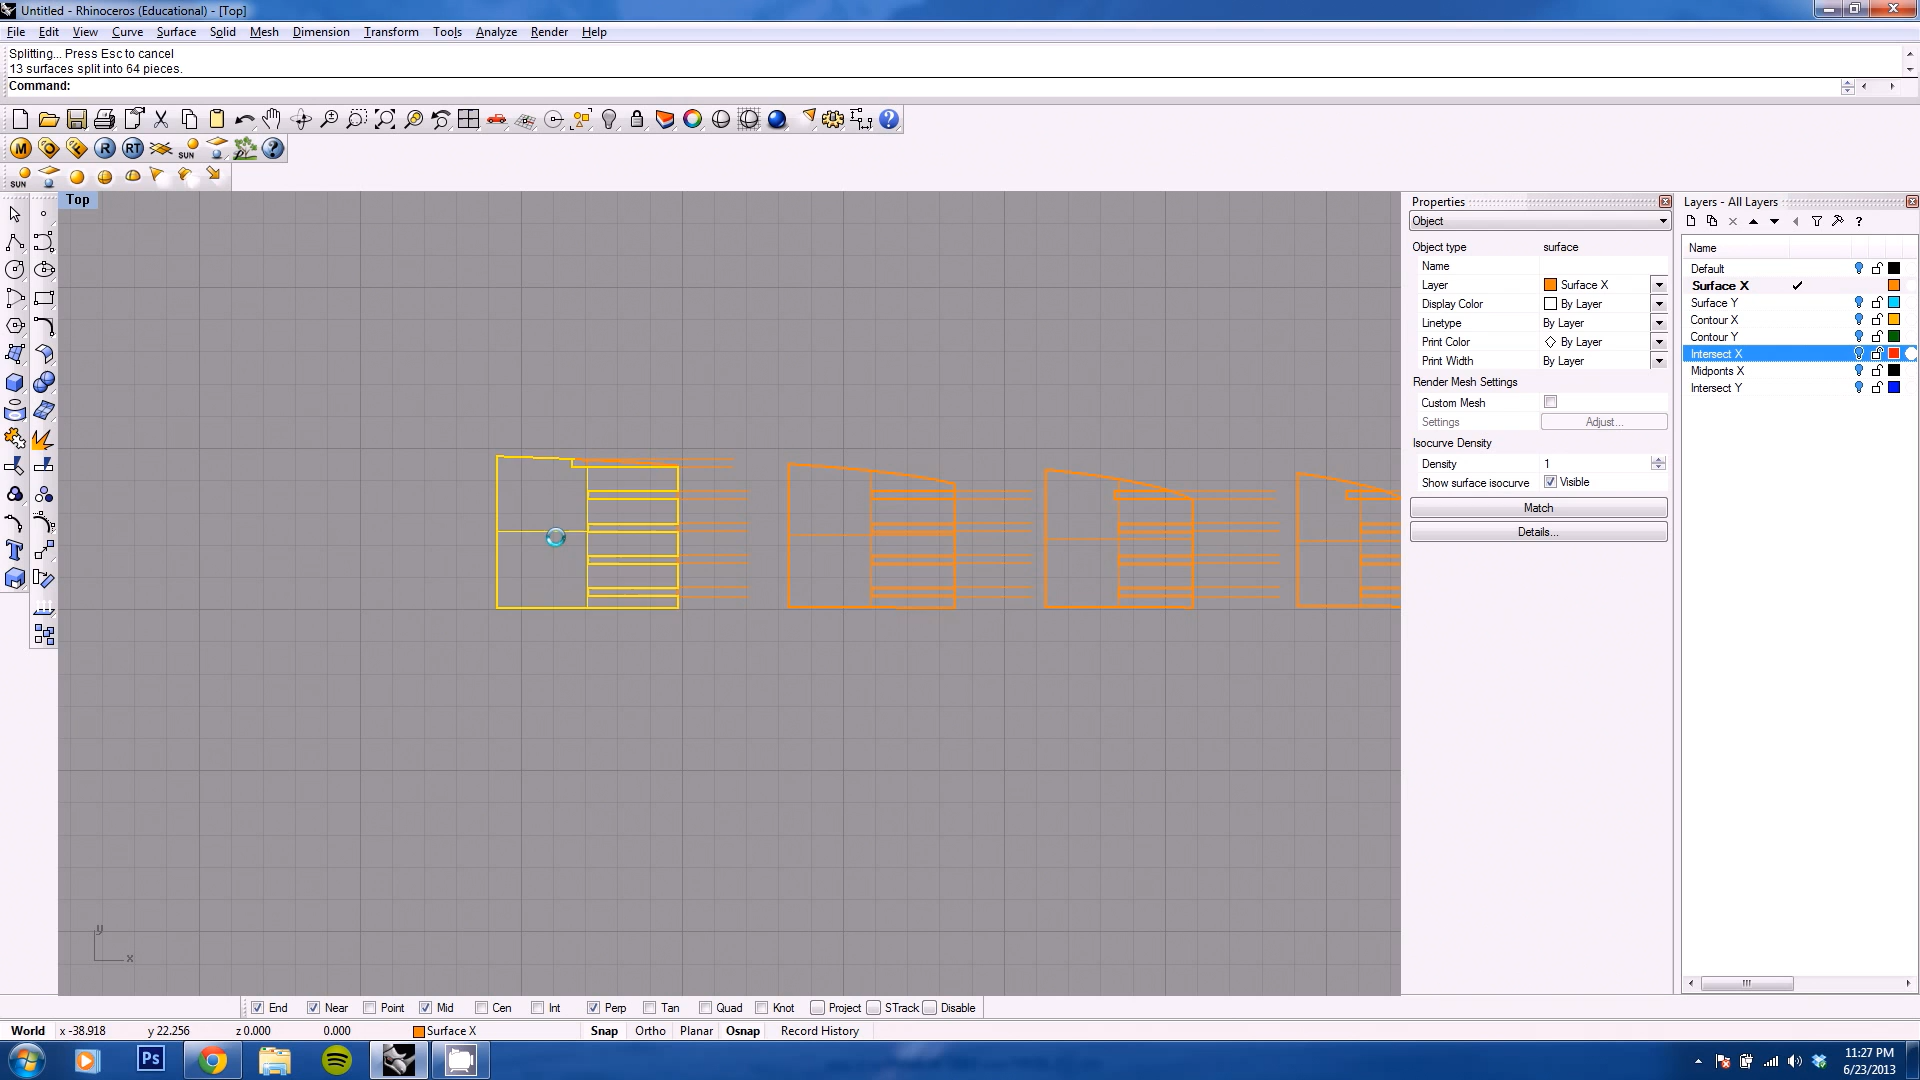 Untitled - Rhinoceros (Educational) - [Top]
File Edit View Curve Surface Solid Mesh Dimension Transform Tools Analyze Render Help
Splitting... Press Esc to cancel
13 surfaces split into 64 pieces.
Command:
M O F R RT SUN ?
SUN
Top
Properties
Object
Object type surface
Name
Layer Surface X
Display Color By Layer
Linetype By Layer
Print Color By Layer
Print Width By Layer
Render Mesh Settings
Custom Mesh
Settings Adjust...
Isocurve Density
Density 1
Show surface isocurve Visible
Match
Details...
Layers - All Layers
Name
Default
Surface X
Surface Y
Contour X
Contour Y
Intersect X
Midponts X
Intersect Y
y
x
End Near Point Mid Cen Int Perp Tan Quad Knot Project STrack Disable
World x -38.918 y 22.256 z 0.000 0.000 Surface X Snap Ortho Planar Osnap Record History
Ps
11:27 PM
6/23/2013